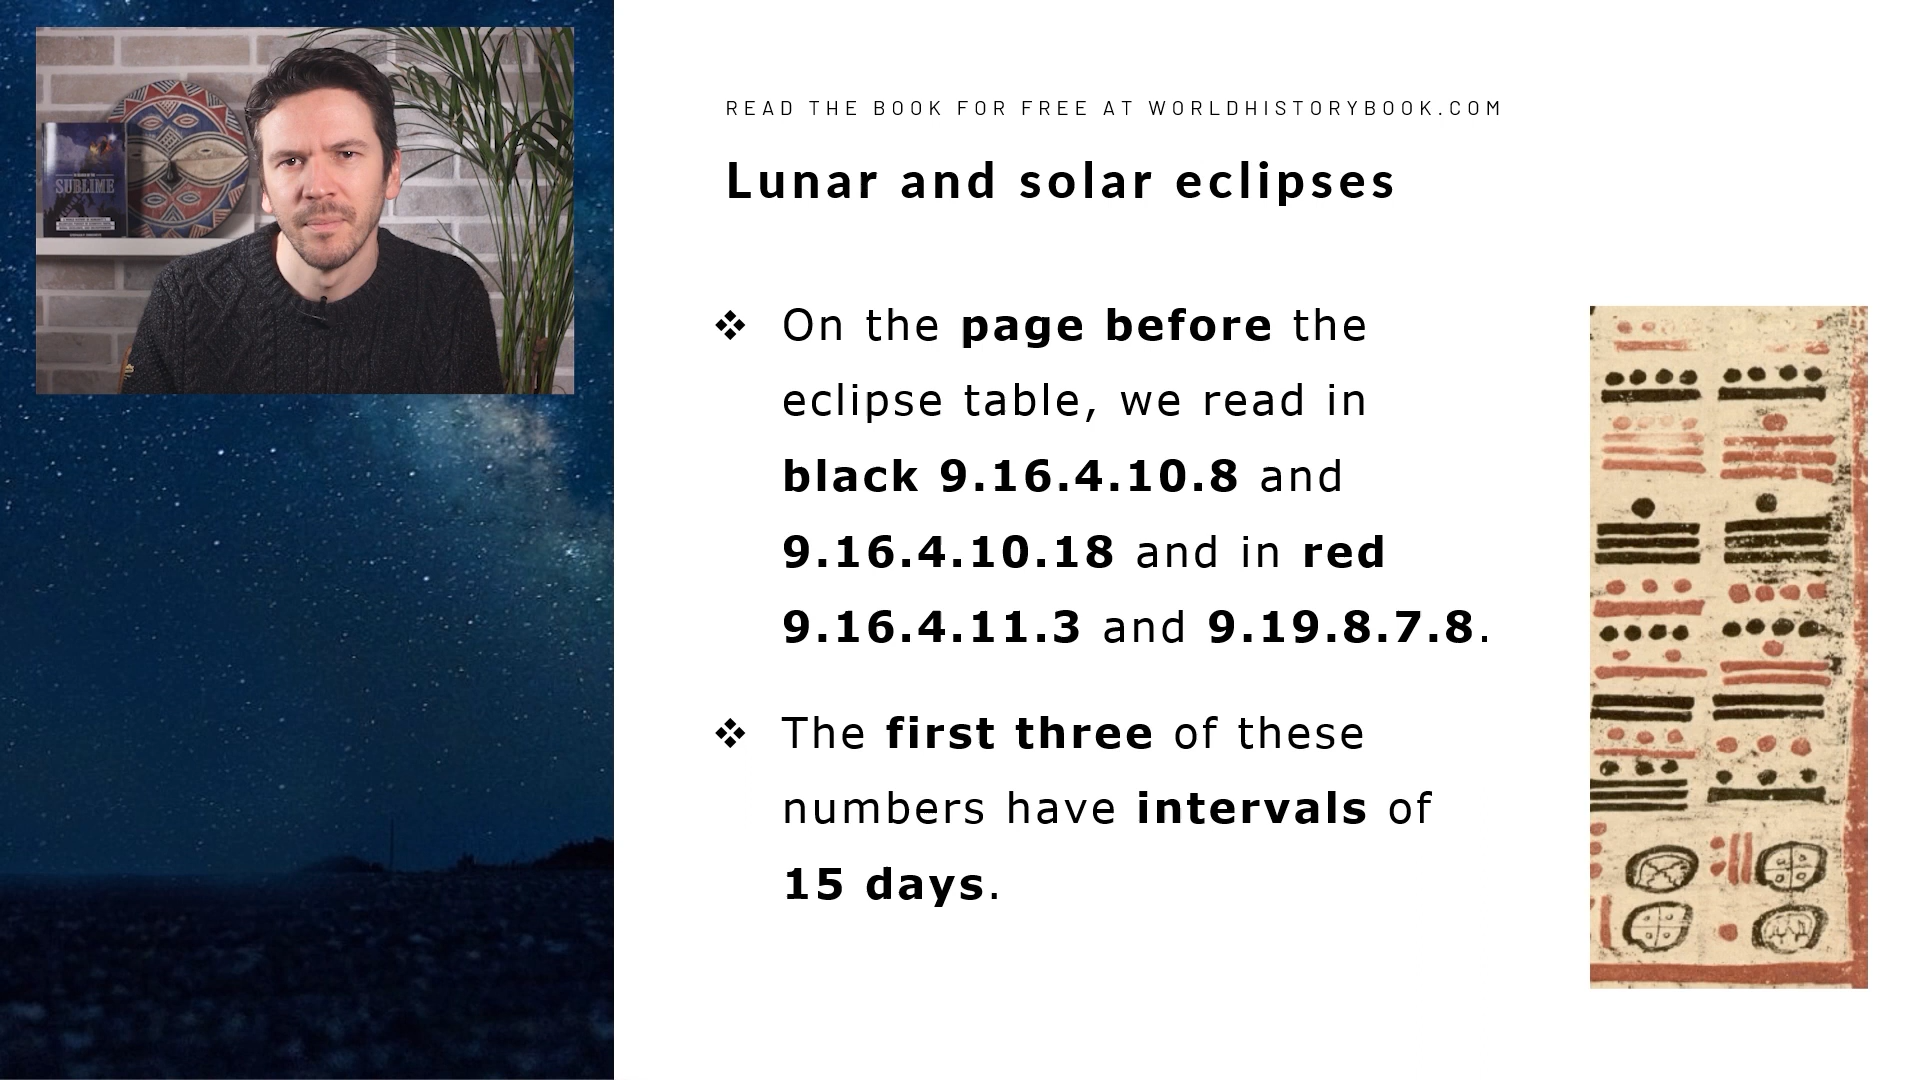 SUBLIME
READ THE BOOK FOR FREE AT WORLDHISTORYBOOK.COM
Lunar and solar eclipses
❖ On the page before the
eclipse table, we read in
black 9.16.4.10.8 and
9.16.4.10.18 and in red
9.16.4.11.3 and 9.19.8.7.8.
❖ The first three of these
numbers have intervals of
15 days.